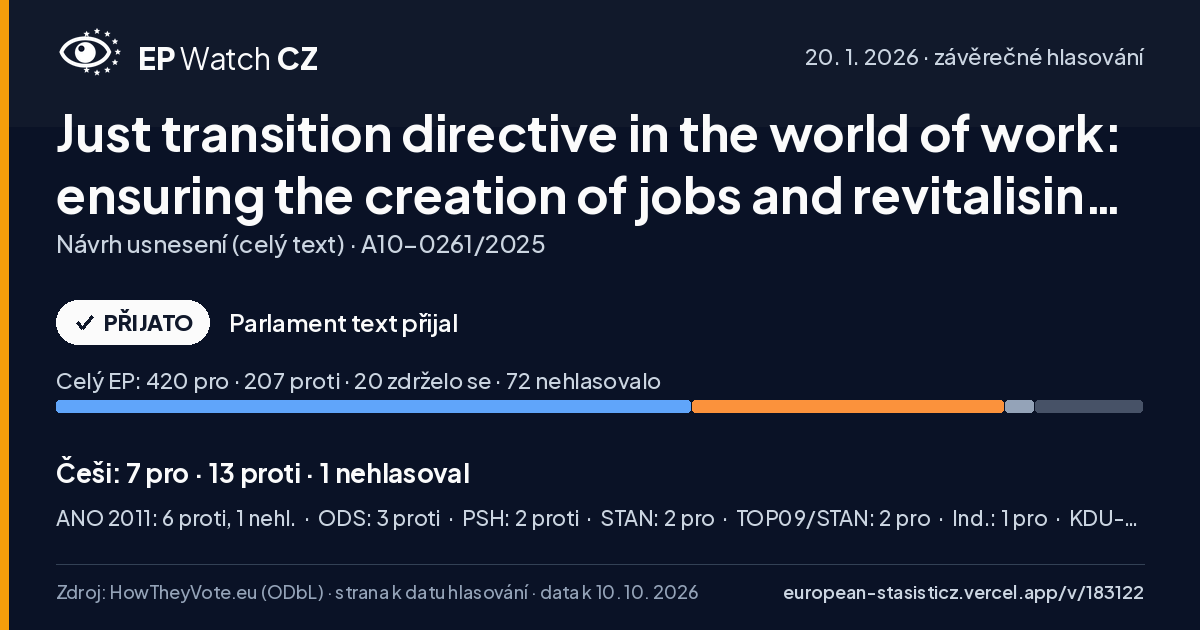 EP Watch CZ
20. 1. 2026 · závěrečné hlasování
Just transition directive in the world of work:
ensuring the creation of jobs and revitalisin…
Návrh usnesení (celý text) · A10–0261/2025
✓ PŘIJATO
Parlament text přijal
Celý EP: 420 pro · 207 proti · 20 zdrželo se · 72 nehlasovalo
Češi: 7 pro · 13 proti · 1 nehlasoval
ANO 2011: 6 proti, 1 nehl. · ODS: 3 proti · PSH: 2 proti · STAN: 2 pro · TOP09/STAN: 2 pro · Ind.: 1 pro · KDU-…
Zdroj: HowTheyVote.eu (ODbL) · strana k datu hlasování · data k 10. 10. 2026
european-stasisticz.vercel.app/v/183122